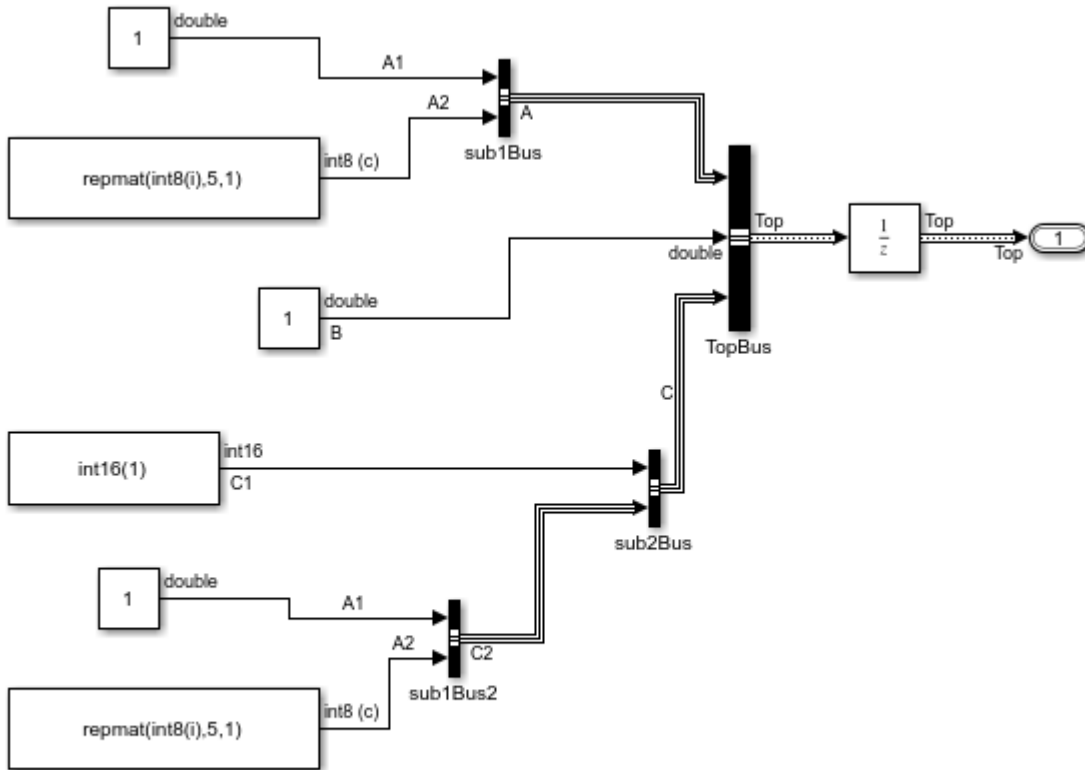 double
1
A1
A2
A
sub1Bus
int8 (c)
repmat(int8(i),5,1)
Top
Top
1
z
1
double
Top
double
1
B
TopBus
C
int16
int16(1)
C1
sub2Bus
double
1
A1
A2
C2
sub1Bus2
int8 (c)
repmat(int8(i),5,1)